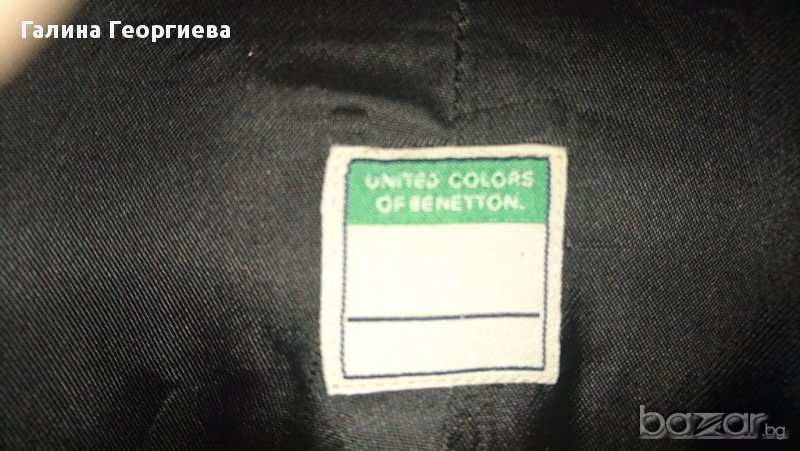 Галина Георгиева
UNITED COLORS
OF BENETTON.
bazar.bg